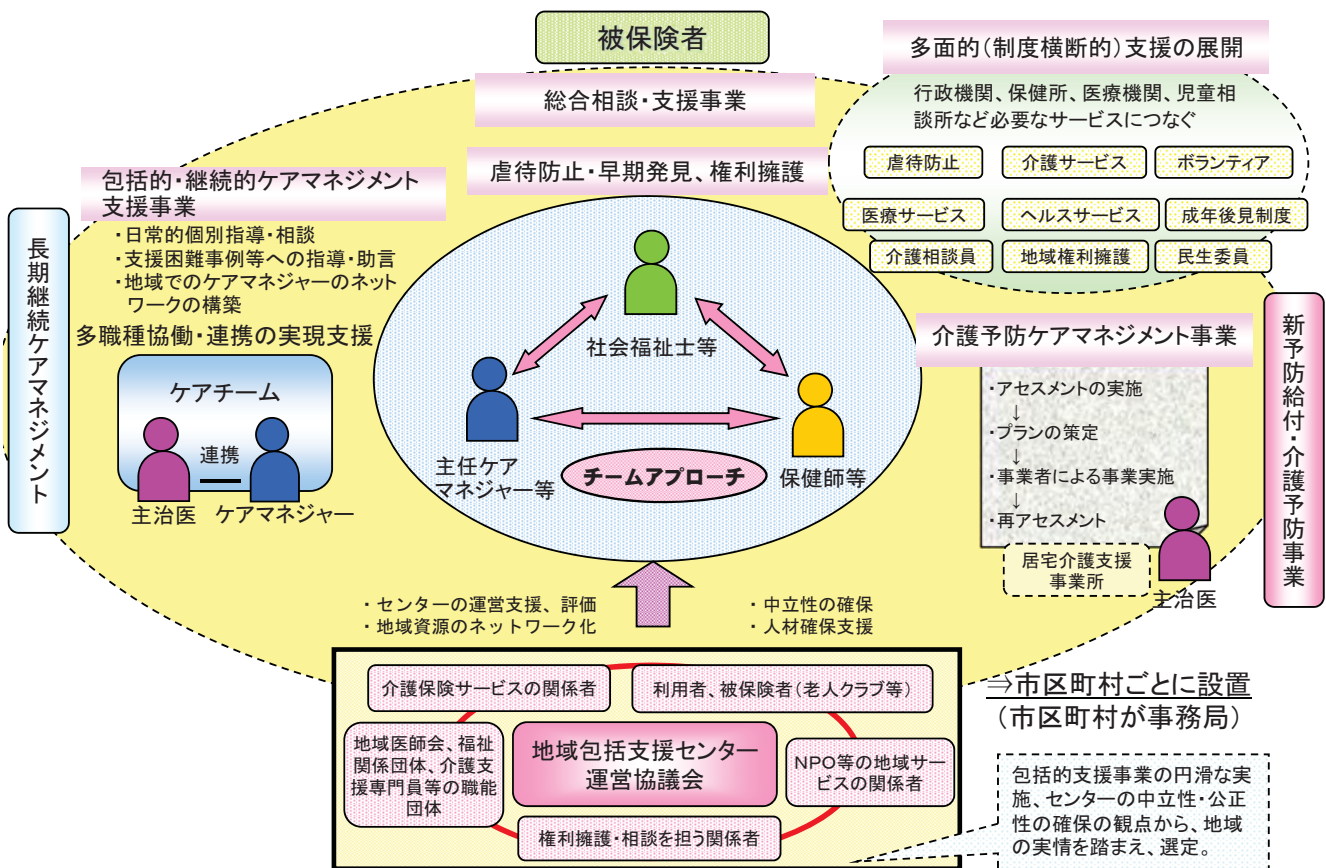 被保険者
多面的(制度横断的)支援の展開
行政機関、保健所、医療機関、児童相
談所など必要なサービスにつなぐ
虐待防止
介護サービス
ボランティア
医療サービス
ヘルスサービス
成年後見制度
介護相談員
地域権利擁護
民生委員
総合相談・支援事業
虐待防止・早期発見、権利擁護
包括的・継続的ケアマネジメント
支援事業
・日常的個別指導・相談
・支援困難事例等への指導・助言
・地域でのケアマネジャーのネット
ワークの構築
多職種協働・連携の実現支援
ケアチーム
連携
主治医
ケアマネジャー
長期継続ケアマネジメント
社会福祉士等
主任ケア
マネジャー等
チームアプローチ
保健師等
介護予防ケアマネジメント事業
・アセスメントの実施
↓
・プランの策定
↓
・事業者による事業実施
↓
・再アセスメント
居宅介護支援
事業所
主治医
新予防給付・介護予防事業
・センターの運営支援、評価
・地域資源のネットワーク化
・中立性の確保
・人材確保支援
介護保険サービスの関係者
利用者、被保険者(老人クラブ等)
地域医師会、福祉
関係団体、介護支
援専門員等の職能
団体
地域包括支援センター
運営協議会
NPO等の地域サー
ビスの関係者
権利擁護・相談を担う関係者
⇒市区町村ごとに設置
(市区町村が事務局)
包括的支援事業の円滑な実
施、センターの中立性・公正
性の確保の観点から、地域
の実情を踏まえ、選定。